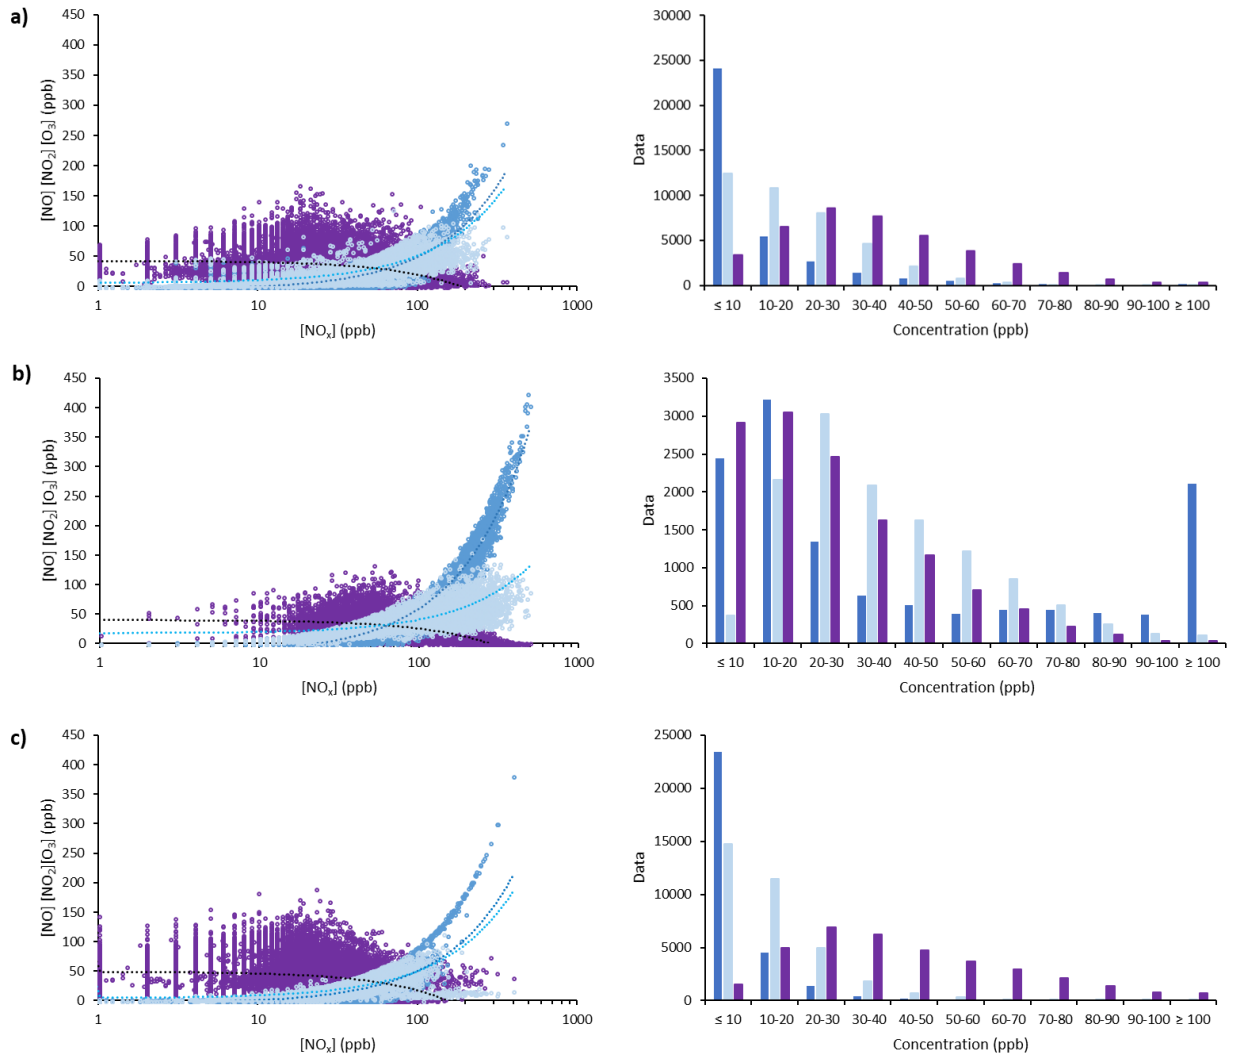 a)
450
400
350
300
250
200
150
100
50
0
[NO] [NO₂] [O₃] (ppb)
1 10 100 1000
[NOₓ] (ppb)
30000
25000
20000
15000
10000
5000
0
Data
≤ 10 10-20 20-30 30-40 40-50 50-60 60-70 70-80 80-90 90-100 ≥ 100
Concentration (ppb)
b)
450
400
350
300
250
200
150
100
50
0
[NO] [NO₂] [O₃] (ppb)
1 10 100 1000
[NOₓ] (ppb)
3500
3000
2500
2000
1500
1000
500
0
Data
≤ 10 10-20 20-30 30-40 40-50 50-60 60-70 70-80 80-90 90-100 ≥ 100
Concentration (ppb)
c)
450
400
350
300
250
200
150
100
50
0
[NO] [NO₂][O₃] (ppb)
1 10 100 1000
[NOₓ] (ppb)
25000
20000
15000
10000
5000
0
Data
≤ 10 10-20 20-30 30-40 40-50 50-60 60-70 70-80 80-90 90-100 ≥ 100
Concentration (ppb)